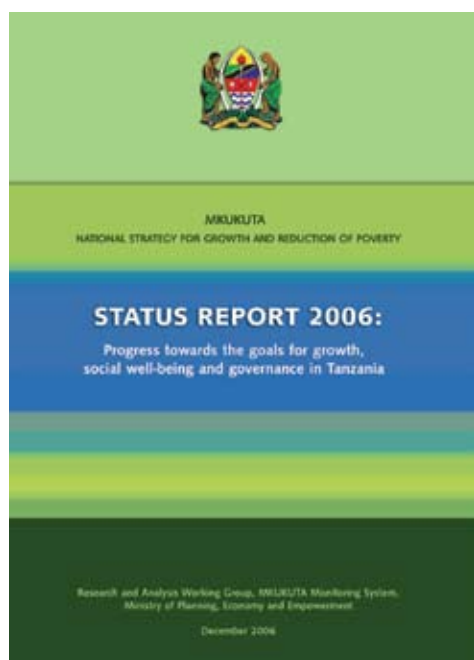 MKUKUTA
NATIONAL STRATEGY FOR GROWTH AND REDUCTION OF POVERTY
STATUS REPORT 2006:
Progress towards the goals for growth,
social well-being and governance in Tanzania
Research and Analysis Working Group, MKUKUTA Monitoring System,
Ministry of Planning, Economy and Empowerment
December 2006